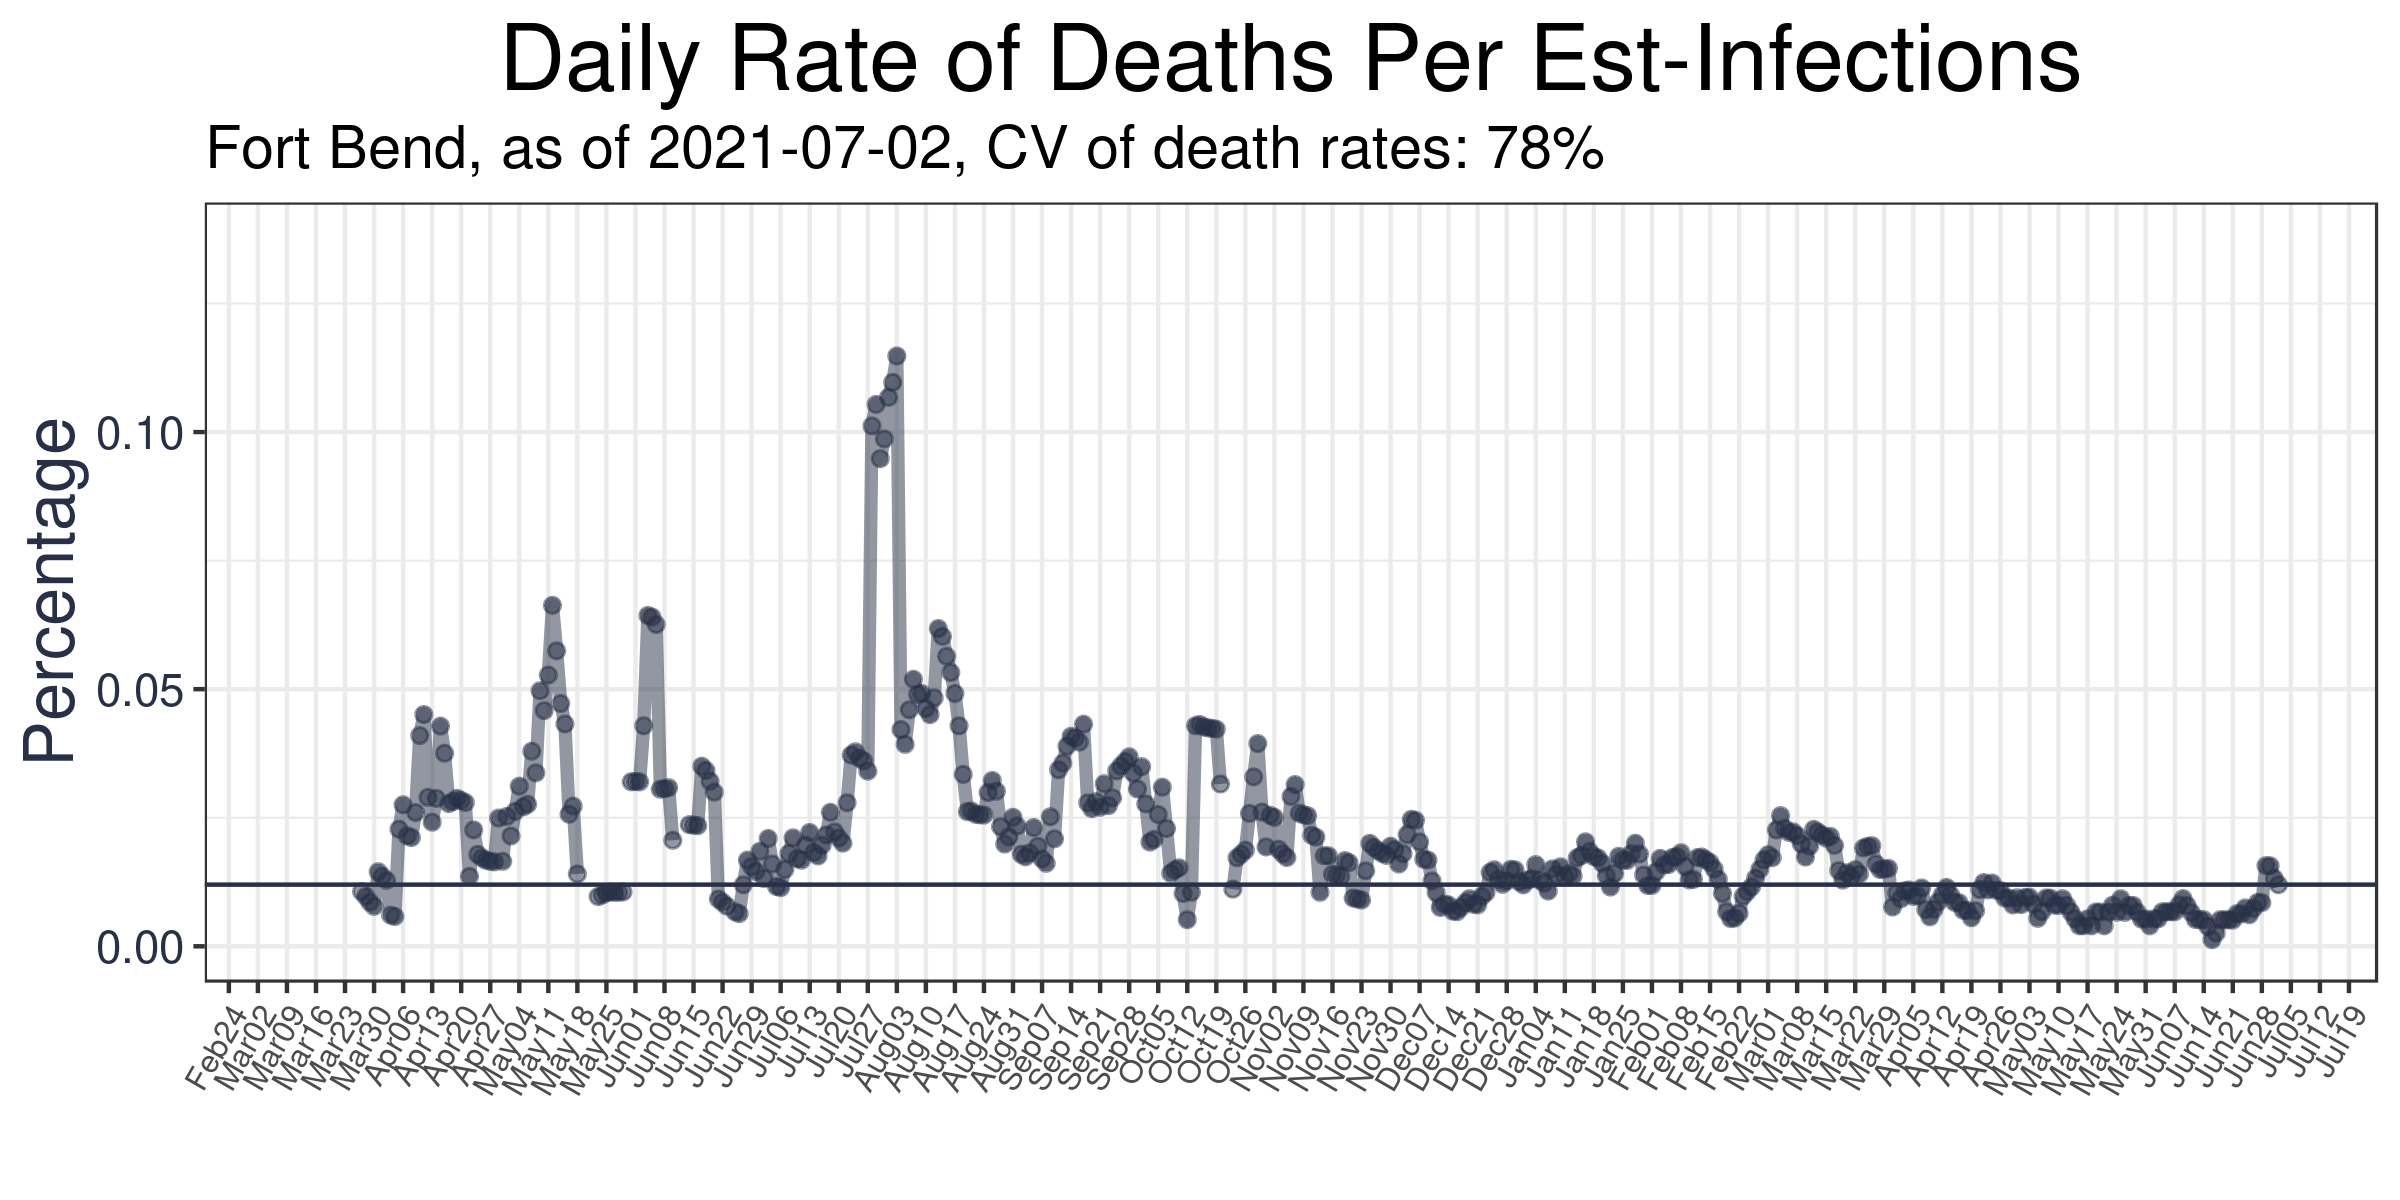 Daily Rate of Deaths Per Est-Infections
Fort Bend, as of 2021-07-02, CV of death rates: 78%
Percentage
0.10
0.05
0.00
Feb24
Mar02
Mar09
Mar16
Mar23
Mar30
Apr06
Apr13
Apr20
Apr27
May04
May11
May18
May25
Jun01
Jun08
Jun15
Jun22
Jun29
Jul06
Jul13
Jul20
Jul27
Aug03
Aug10
Aug17
Aug24
Aug31
Sep07
Sep14
Sep21
Sep28
Oct05
Oct12
Oct19
Oct26
Nov02
Nov09
Nov16
Nov23
Nov30
Dec07
Dec14
Dec21
Dec28
Jan04
Jan11
Jan18
Jan25
Feb01
Feb08
Feb15
Feb22
Mar01
Mar08
Mar15
Mar22
Mar29
Apr05
Apr12
Apr19
Apr26
May03
May10
May17
May24
May31
Jun07
Jun14
Jun21
Jun28
Jul05
Jul12
Jul19